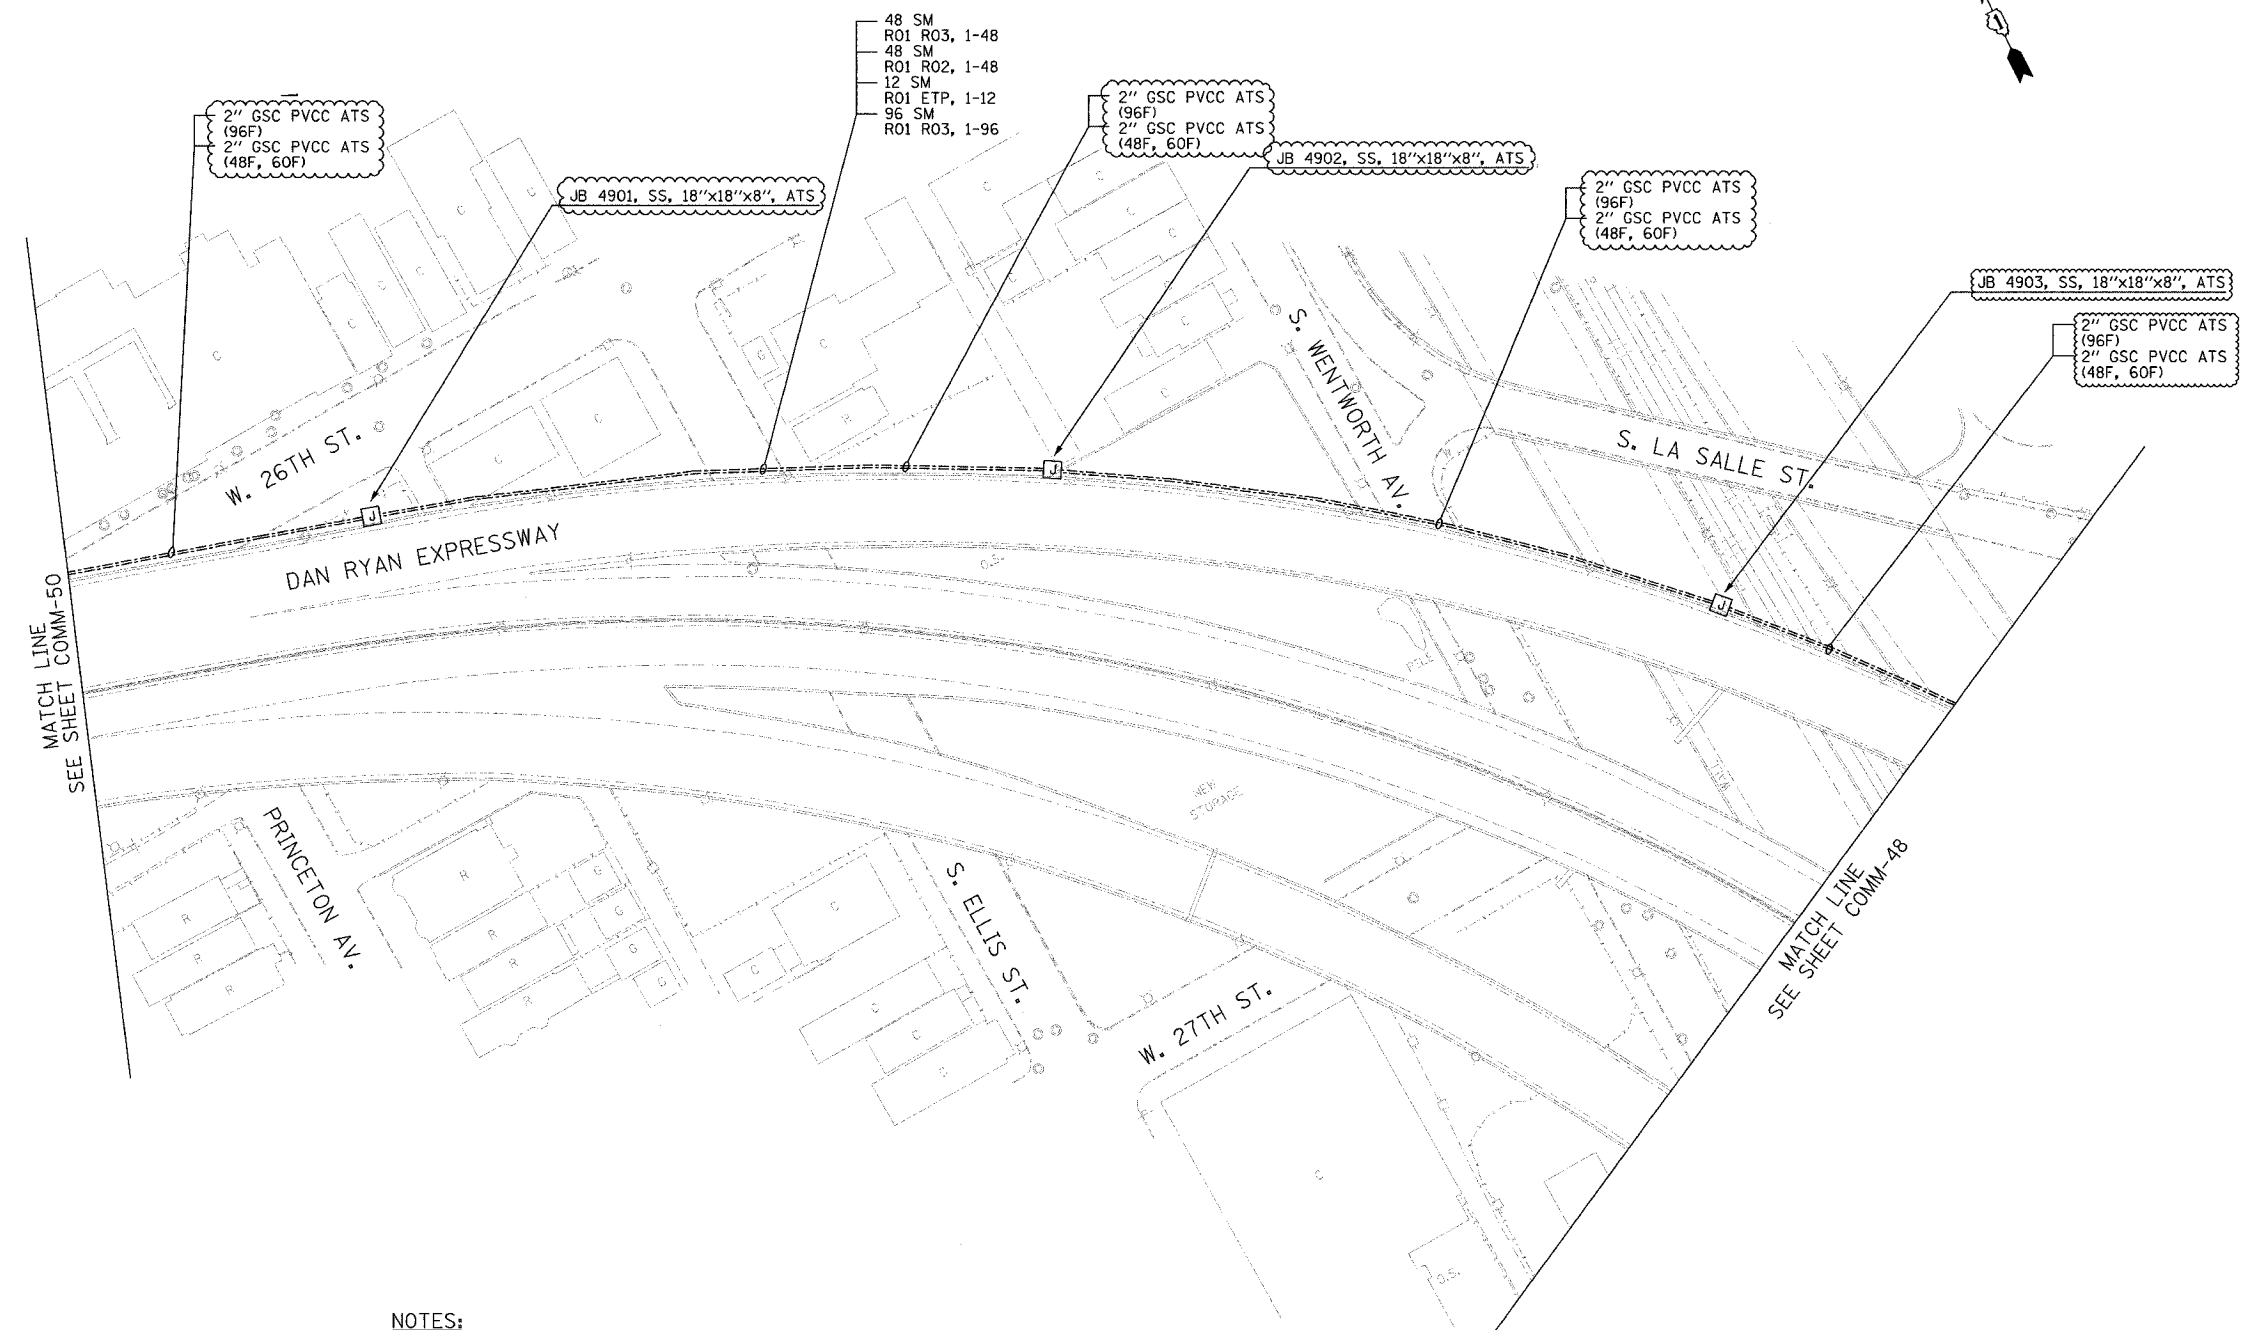 48 SM
R01 R03, 1-48
48 SM
R01 R02, 1-48
12 SM
R01 ETP, 1-12
96 SM
R01 R03, 1-96
1
2" GSC PVCC ATS
(96F)
2" GSC PVCC ATS
(48F, 60F)
2" GSC PVCC ATS
(96F)
2" GSC PVCC ATS
(48F, 60F)
JB 4901, SS, 18"x18"x8", ATS
JB 4902, SS, 18"x18"x8", ATS
2" GSC PVCC ATS
(96F)
2" GSC PVCC ATS
(48F, 60F)
JB 4903, SS, 18"x18"x8", ATS
2" GSC PVCC ATS
(96F)
2" GSC PVCC ATS
(48F, 60F)
W. 26TH ST.
S. WENTWORTH AV.
S. LA SALLE ST.
J
J
J
DAN RYAN EXPRESSWAY
O.S.
PILE
WALL
NEW
STORAGE
MATCH LINE
SEE SHEET COMM-50
PRINCETON AV.
S. ELLIS ST.
W. 27TH ST.
MATCH LINE
SEE SHEET COMM-48
C
C
C
C
C
C
C
C
C
C
C
C
C
R
R
R
R
R
R
R
R
G
G
G
G
C
C
C
C
C
C
O.S.
NOTES: